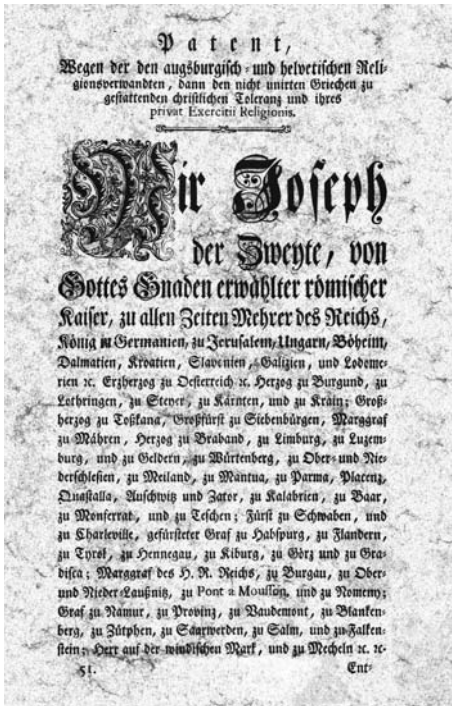 Patent,
Wegen der den augsburgisch- und helvetischen Reli-
gionsverwandten, dann den nicht unirten Griechen zu
gestattenden christlichen Toleranz und ihres
privat Exercitii Religionis.
Wir Joseph
der Zweyte, von
Gottes Gnaden erwählter römischer
Kaiser, zu allen Zeiten Mehrer des Reichs,
König in Germanien, zu Jerusalem, Ungarn, Böheim,
Dalmatien, Kroatien, Slavenien, Galizien, und Lodome-
rien ꝛc. Erzherzog zu Oesterreich ꝛc. Herzog zu Burgund, zu
Lothringen, zu Steyer, zu Kärnten, und zu Krain; Groß-
herzog zu Toßkana, Großfürst zu Siebenbürgen, Marggraf
zu Mähren, Herzog zu Braband, zu Limburg, zu Luzem-
burg, und zu Geldern, zu Würtenberg, zu Ober- und Nie-
derschlesien, zu Meiland, zu Mantua, zu Parma, Placenz,
Quastalla, Auschwitz und Zator, zu Kalabrien, zu Baar,
zu Monferrat, und zu Teschen; Fürst zu Schwaben, und
zu Charleville, gefürsteter Graf zu Habspurg, zu Flandern,
zu Tyrol, zu Hennegau, zu Kiburg, zu Görz und zu Gra-
disca; Marggraf des H. R. Reichs, zu Burgau, zu Ober-
und Nieder-Laußnitz, zu Pont a Mousson, und zu Nomeny;
Graf zu Namur, zu Provinz, zu Vaudemont, zu Blanken-
berg, zu Zütphen, zu Saarwerden, zu Salm, und zu Falken-
stein; Herr auf der windischen Mark, und zu Mecheln ꝛc. ꝛc.
51. Ent-